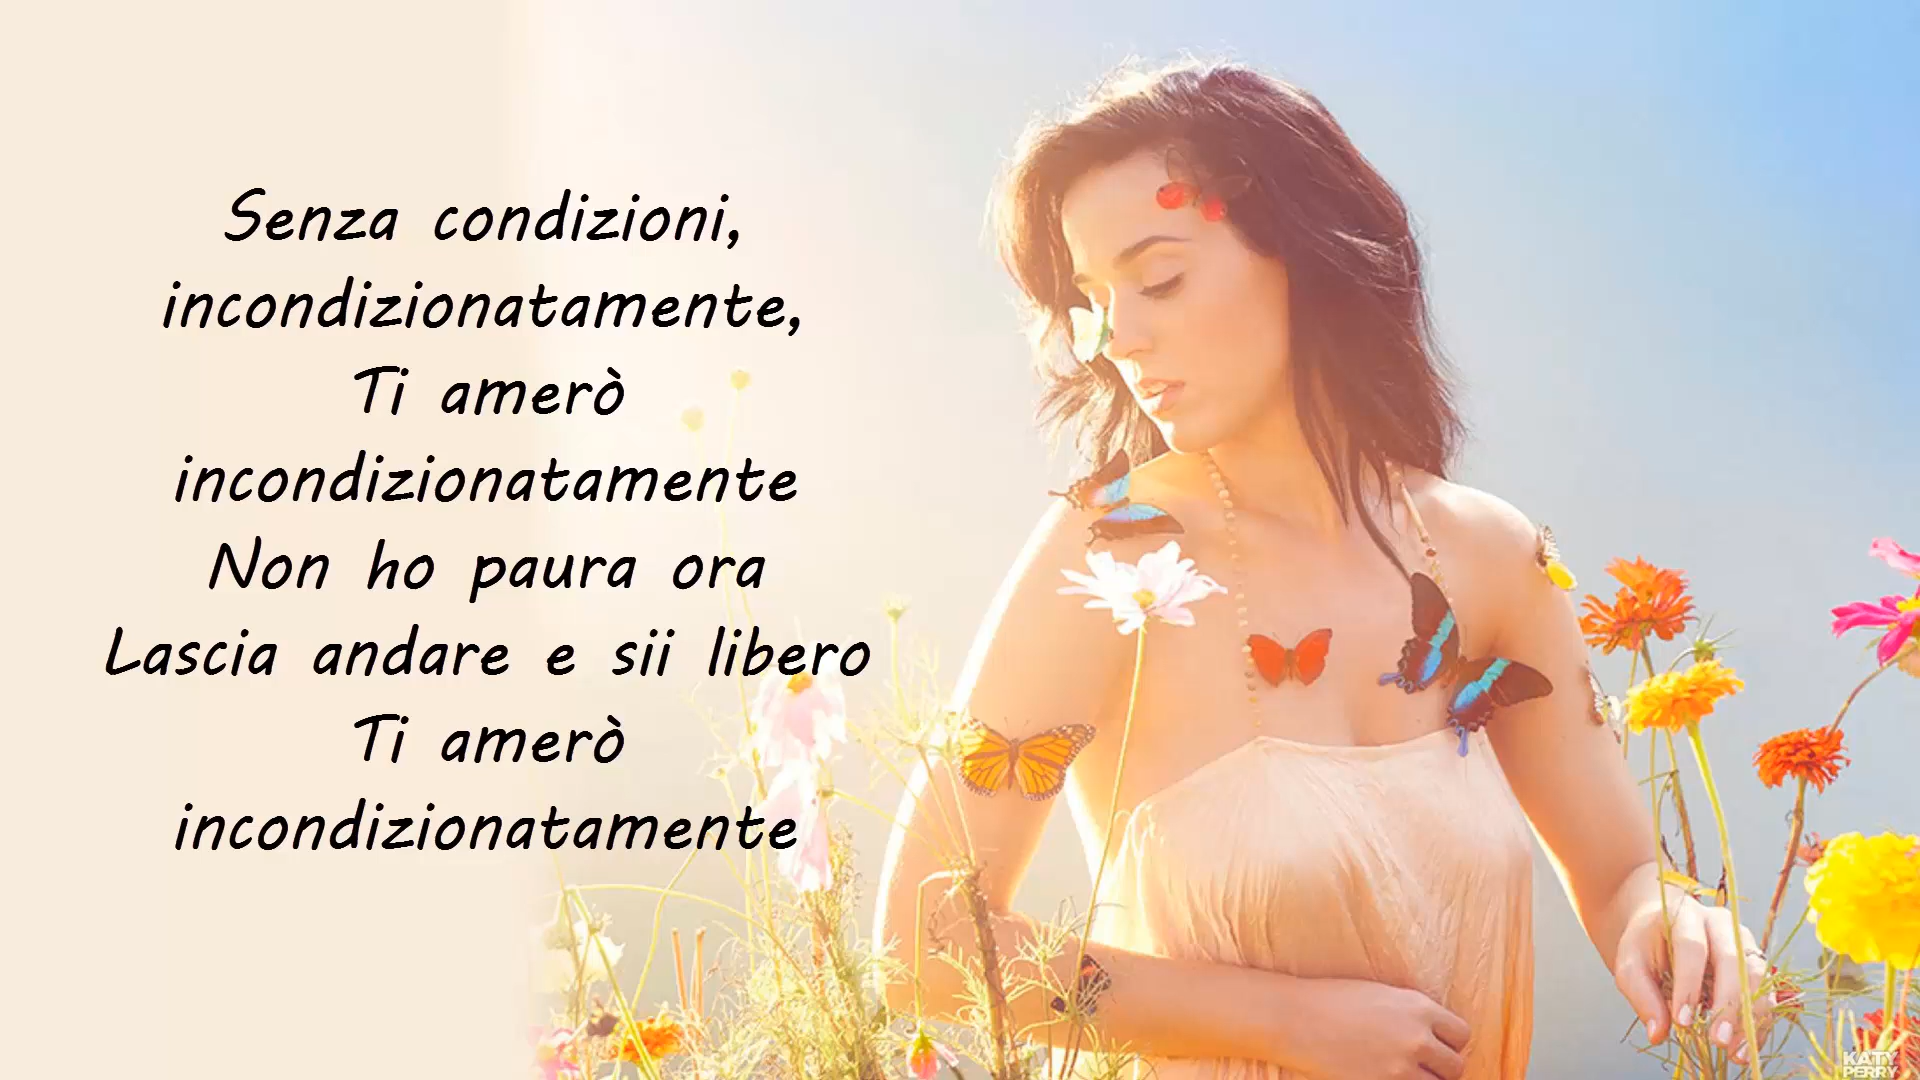 Senza condizioni,
incondizionatamente,
Ti amerò
incondizionatamente
Non ho paura ora
Lascia andare e sii libero
Ti amerò
incondizionatamente
KATY
PERRY